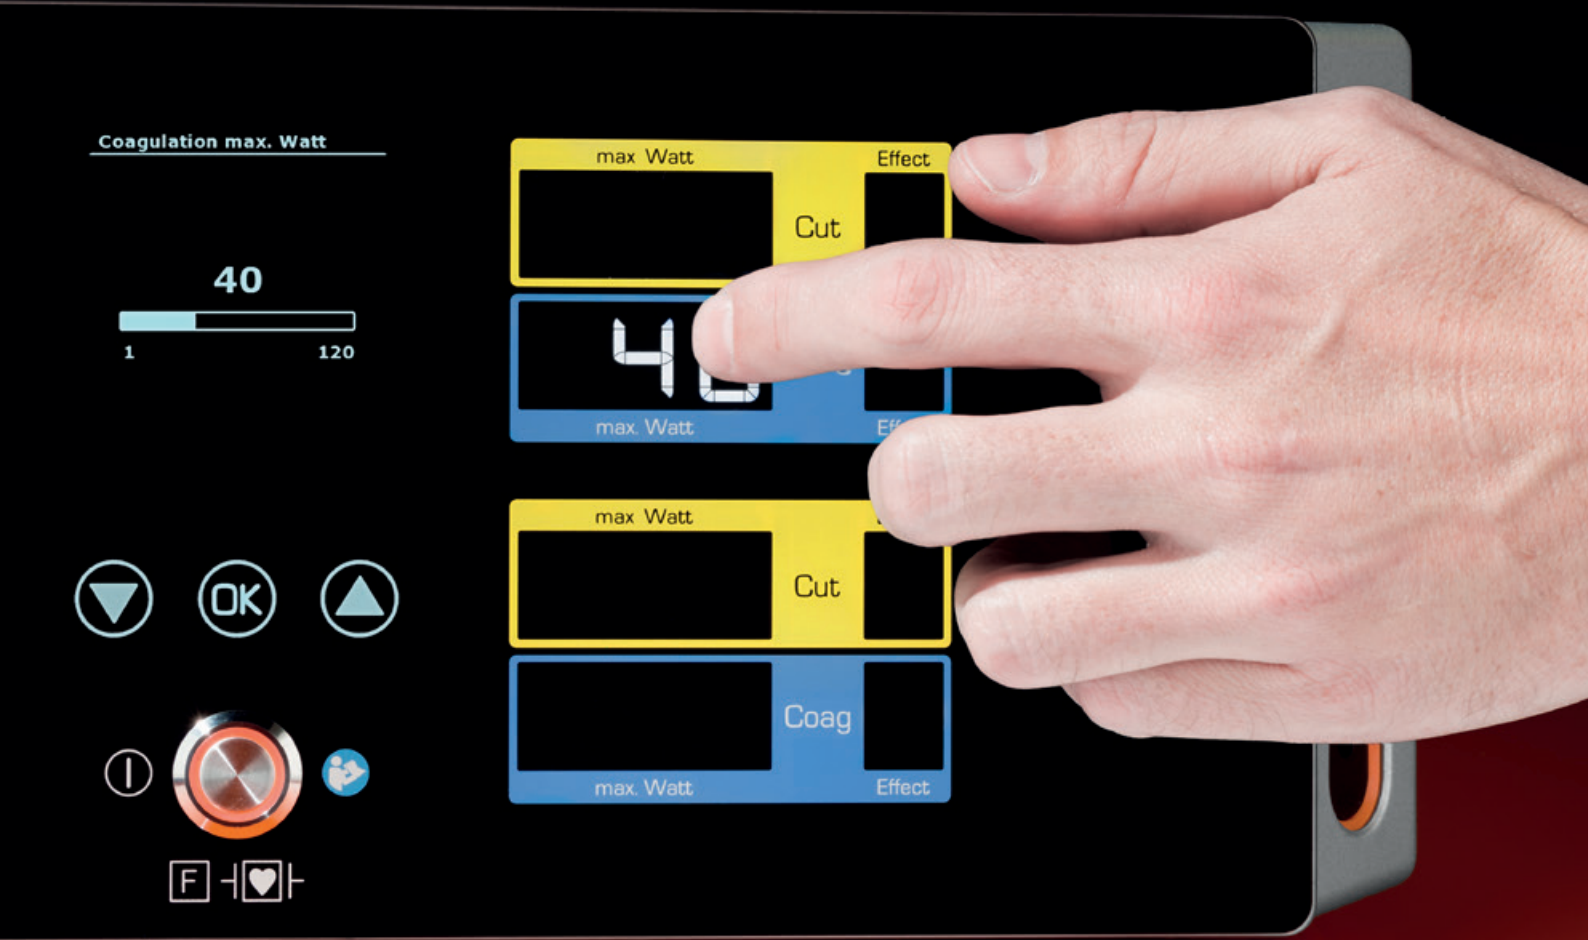 Coagulation max. Watt
40
1 120
OK
F
max Watt Effect
Cut
4
max. Watt
max Watt
Cut
Coag
max. Watt Effect